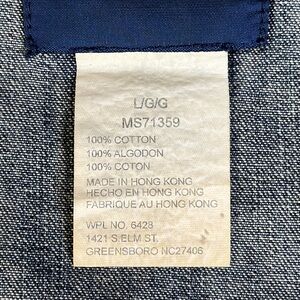 L/G/G
MS71359
100% COTTON
100% ALGODON
100% COTON
MADE IN HONG KONG
HECHO EN HONG KONG
FABRIQUE AU HONG KONG
WPL NO. 6428
1421 S.ELM ST.
GREENSBORO NC27406